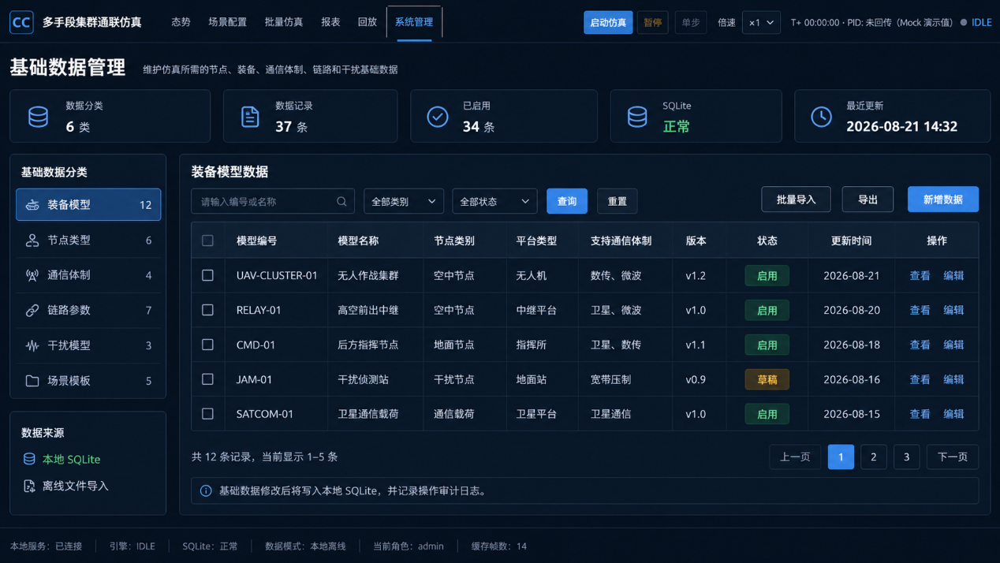 CC 多手段集群通联仿真 态势 场景配置 批量仿真 报表 回放 系统管理 启动仿真 暂停 单步 倍速 ×1 T+ 00:00:00 · PID: 未回传（Mock 演示值） IDLE
基础数据管理 维护仿真所需的节点、装备、通信体制、链路和干扰基础数据
数据分类
6 类
数据记录
37 条
已启用
34 条
SQLite
正常
最近更新
2026-08-21 14:32
基础数据分类
装备模型 12
节点类型 6
通信体制 4
链路参数 7
干扰模型 3
场景模板 5
数据来源
本地 SQLite
离线文件导入
装备模型数据
请输入编号或名称 全部类别 全部状态 查询 重置 批量导入 导出 新增数据
模型编号 模型名称 节点类别 平台类型 支持通信体制 版本 状态 更新时间 操作
UAV-CLUSTER-01 无人作战集群 空中节点 无人机 数传、微波 v1.2 启用 2026-08-21 查看 编辑
RELAY-01 高空前出中继 空中节点 中继平台 卫星、微波 v1.0 启用 2026-08-20 查看 编辑
CMD-01 后方指挥节点 地面节点 指挥所 卫星、数传 v1.1 启用 2026-08-18 查看 编辑
JAM-01 干扰侦测站 干扰节点 地面站 宽带压制 v0.9 草稿 2026-08-16 查看 编辑
SATCOM-01 卫星通信载荷 通信载荷 卫星平台 卫星通信 v1.0 启用 2026-08-15 查看 编辑
共 12 条记录，当前显示 1–5 条 上一页 1 2 3 下一页
基础数据修改后将写入本地 SQLite，并记录操作审计日志。
本地服务：已连接 引擎：IDLE SQLite：正常 数据模式：本地离线 当前角色：admin 缓存帧数：14